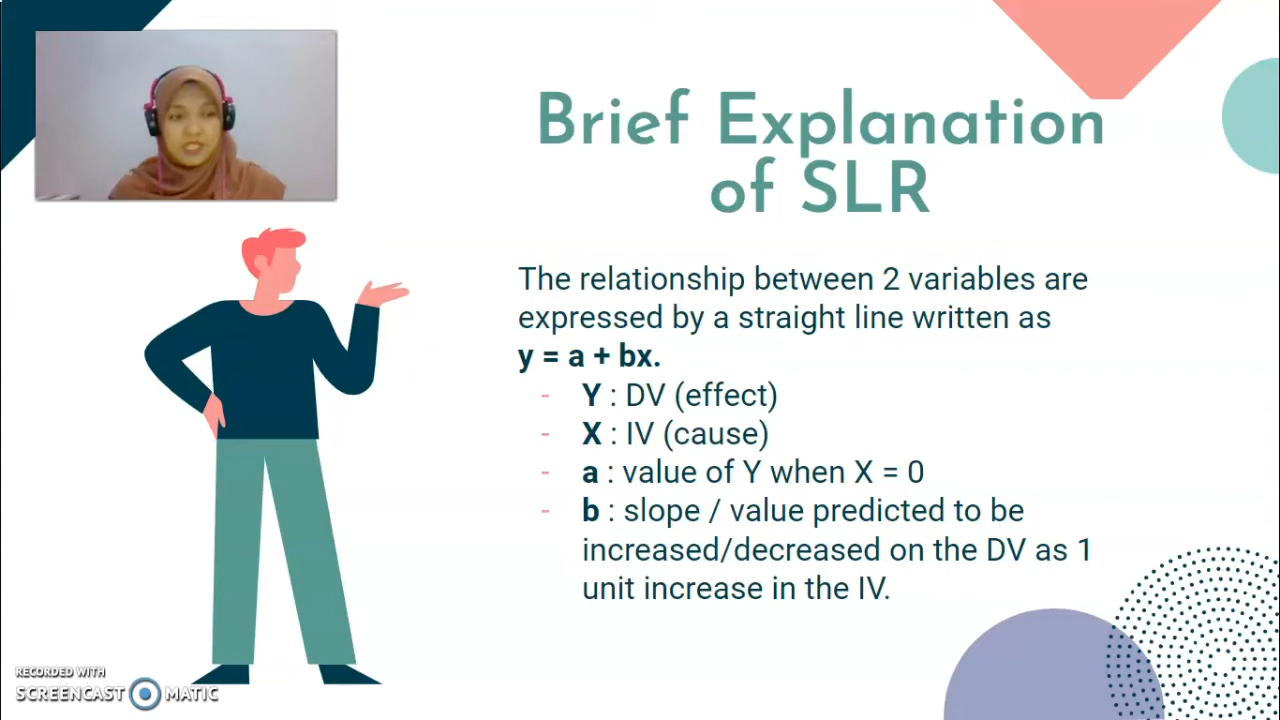 Brief Explanation
of SLR
The relationship between 2 variables are
expressed by a straight line written as
y = a + bx.
- Y : DV (effect)
- X : IV (cause)
- a : value of Y when X = 0
- b : slope / value predicted to be
increased/decreased on the DV as 1
unit increase in the IV.
RECORDED WITH
SCREENCAST MATIC